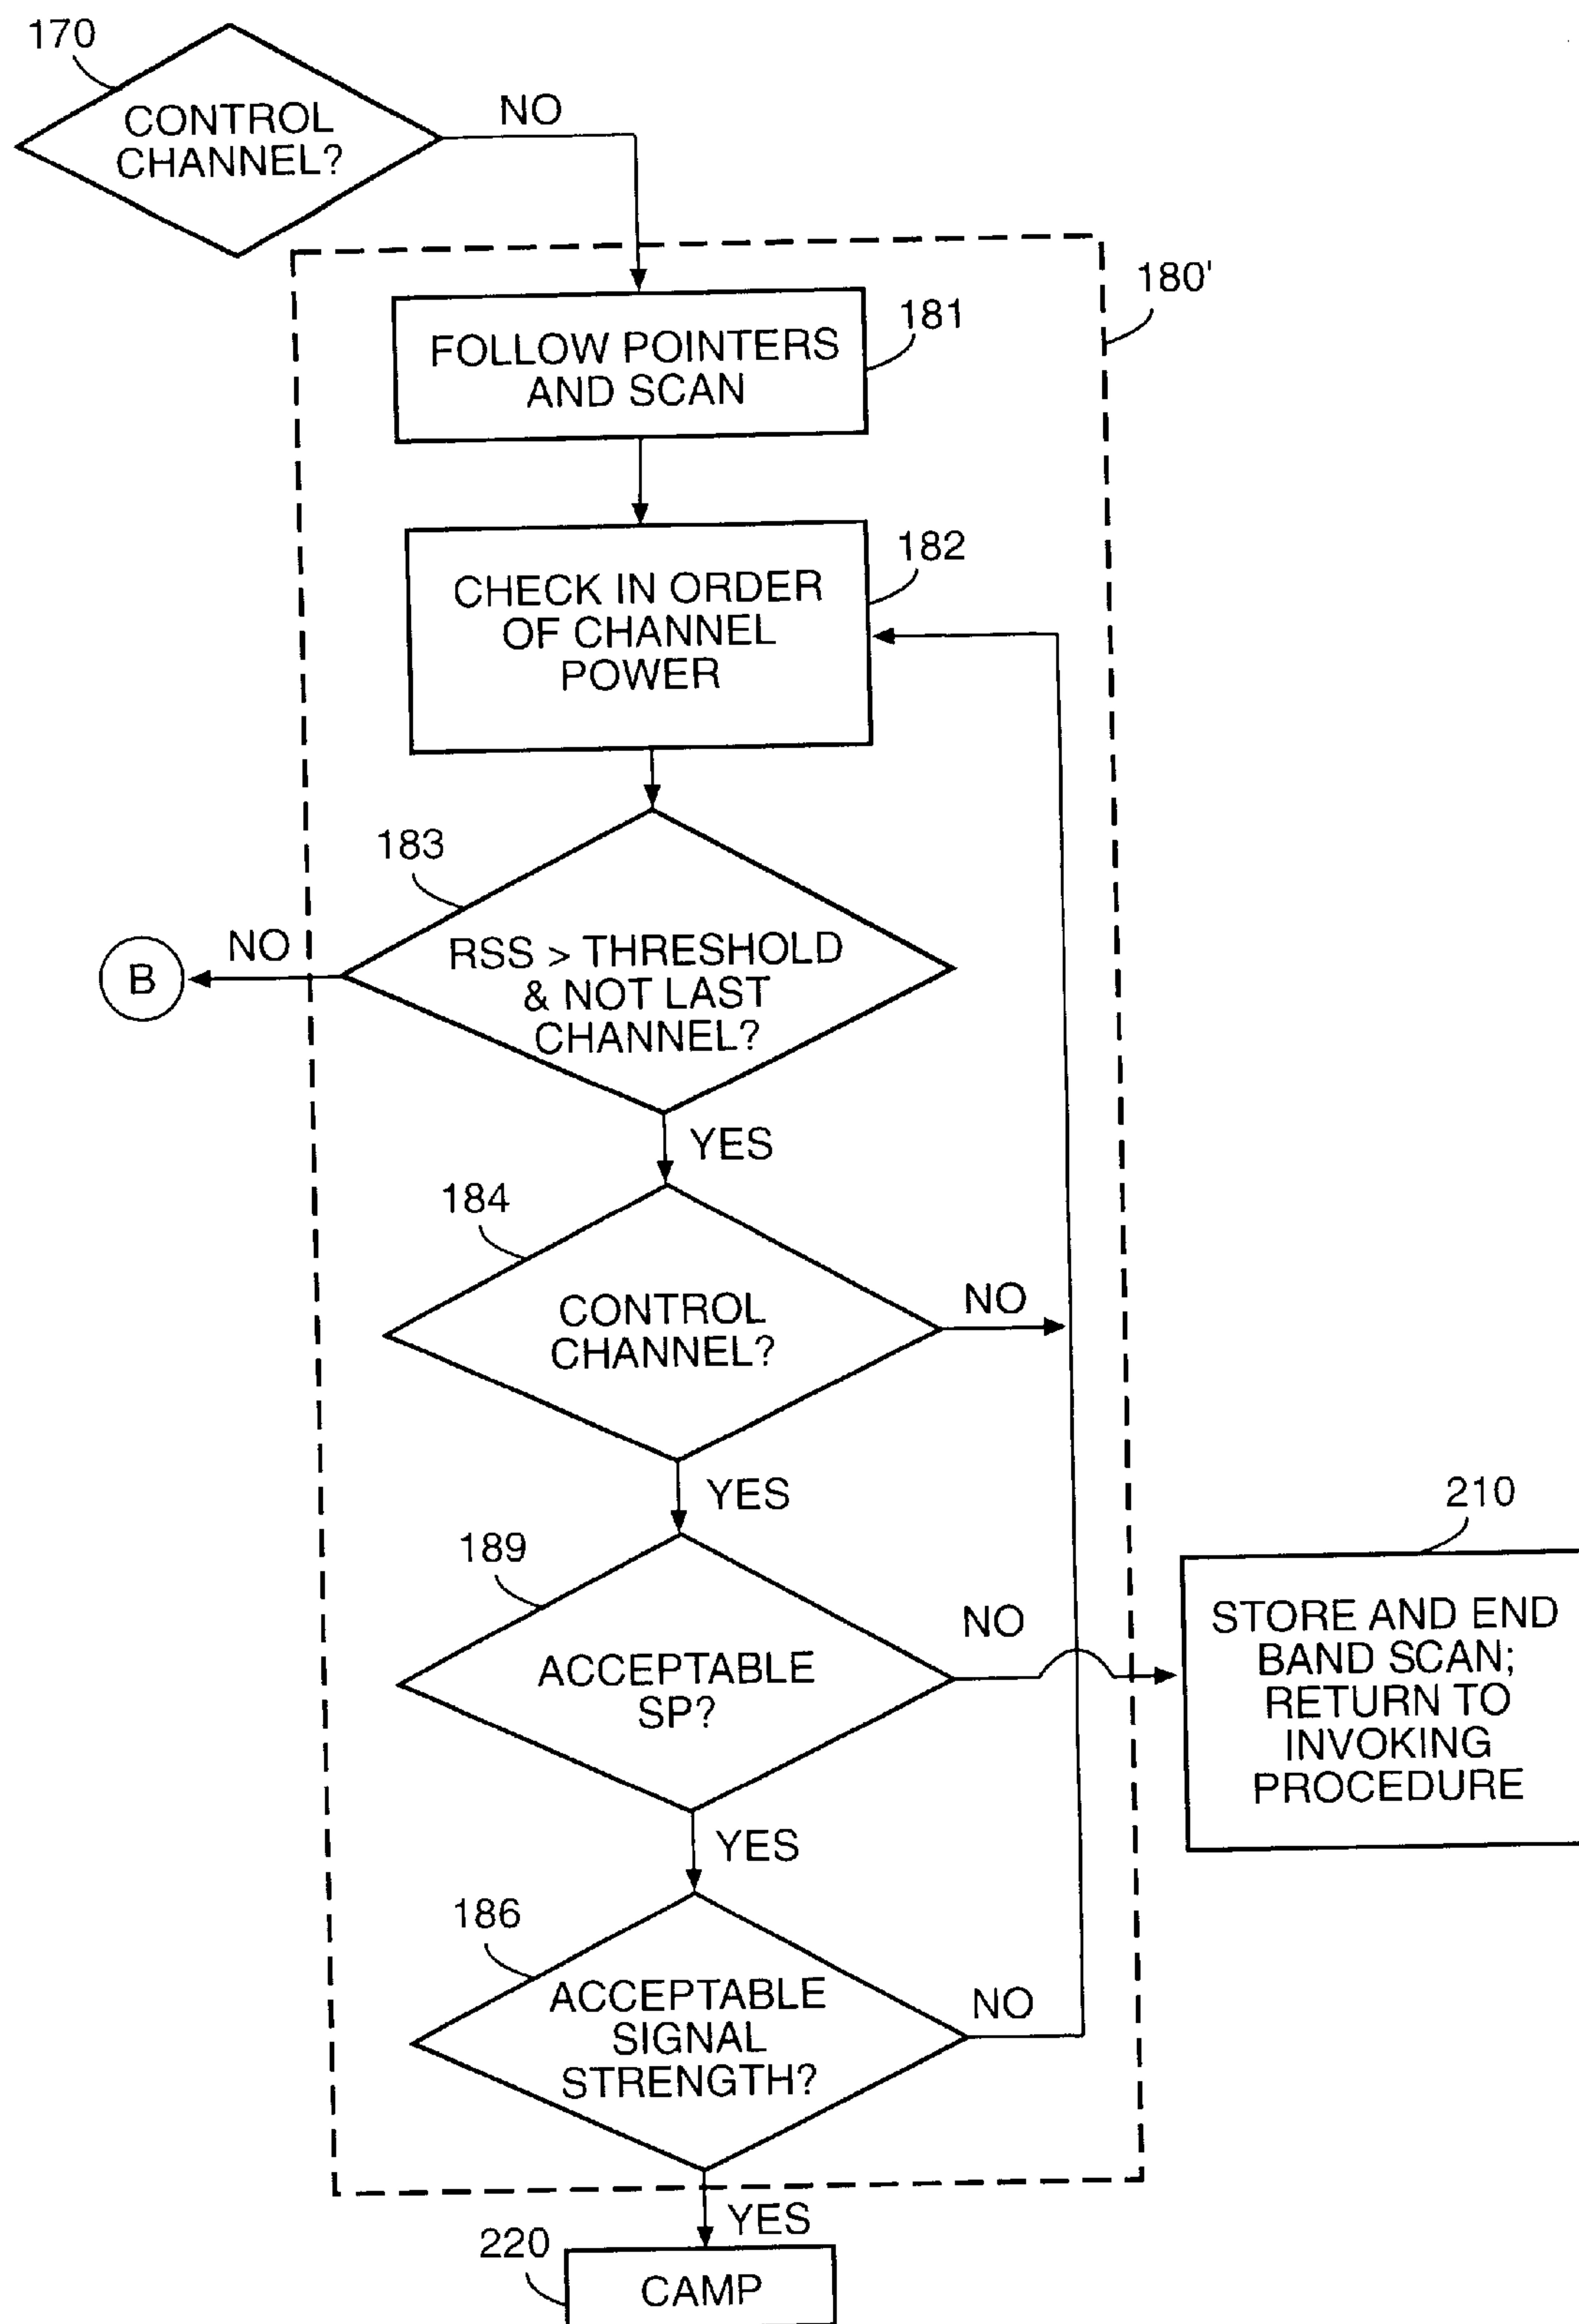 170
CONTROL
CHANNEL?
NO
180'
181
FOLLOW POINTERS
AND SCAN
182
CHECK IN ORDER
OF CHANNEL
POWER
183
NO
B
RSS > THRESHOLD
& NOT LAST
CHANNEL?
YES
184
CONTROL
CHANNEL?
NO
YES
189
ACCEPTABLE
SP?
NO
210
STORE AND END
BAND SCAN;
RETURN TO
INVOKING
PROCEDURE
YES
186
ACCEPTABLE
SIGNAL
STRENGTH?
NO
YES
220
CAMP